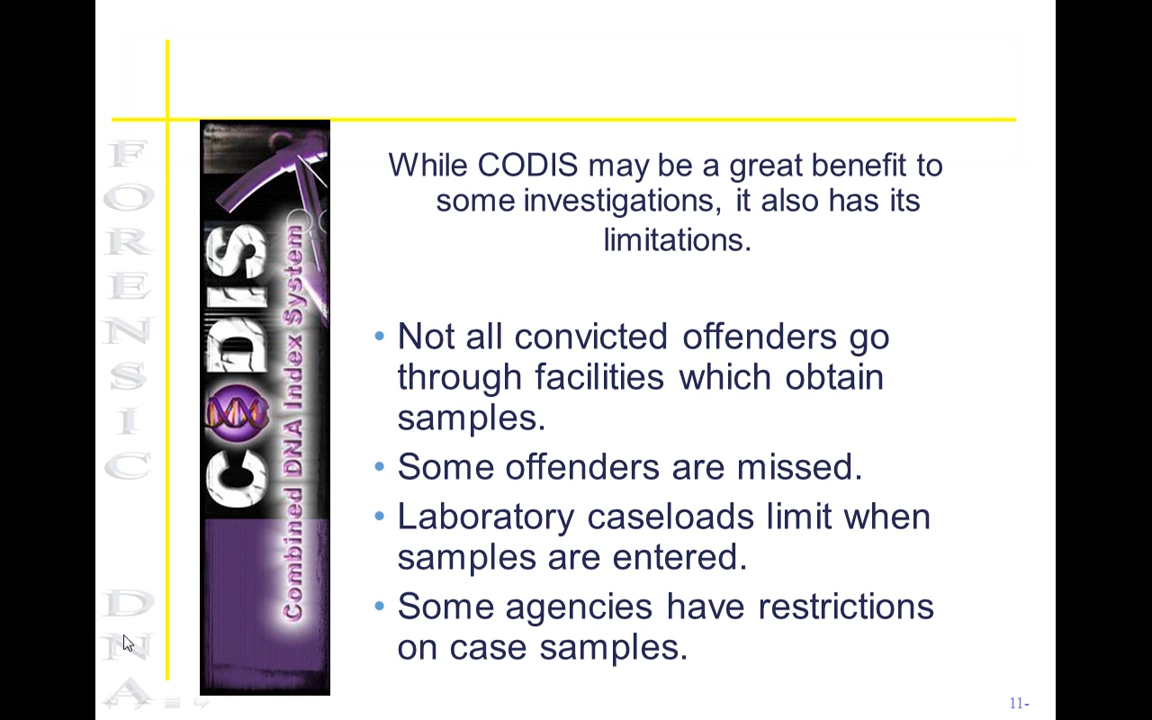 FORENSIC DNA
CODIS
Combined DNA Index System
While CODIS may be a great benefit to
some investigations, it also has its
limitations.
• Not all convicted offenders go
through facilities which obtain
samples.
• Some offenders are missed.
• Laboratory caseloads limit when
samples are entered.
• Some agencies have restrictions
on case samples.
11-